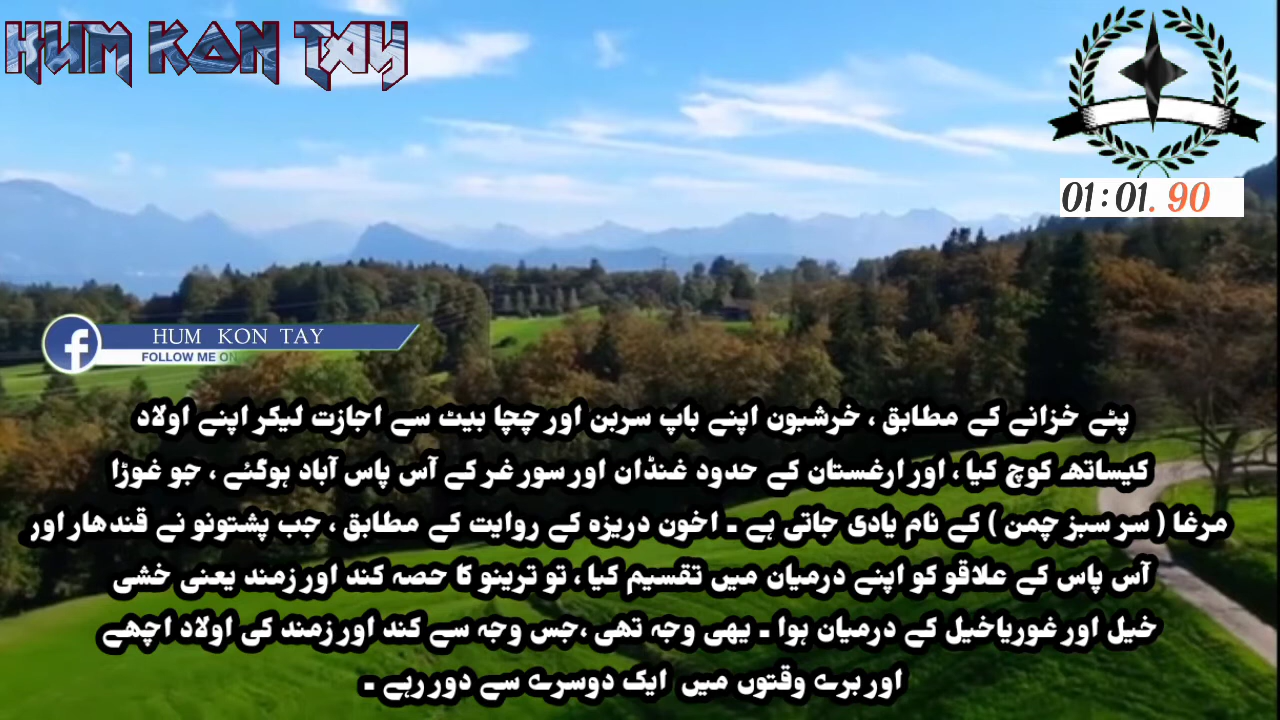 HUM KON TAY
01:01.90
HUM KON TAY
FOLLOW ME ON
پٹے خزانے کے مطابق ، خرشبون اپنے باپ سربن اور چچا بیٹ سے اجازت لیکر اپنے اولاد
کیساتھ کوچ کیا ، اور ارغستان کے حدود غنڈان اور سور غر کے آس پاس آباد ہوگئے ، جو غوڑا
مرغا ( سر سبز چمن ) کے نام یادی جاتی ہے ۔ اخون دریزہ کے روایت کے مطابق ، جب پشتونو نے قندھار اور
آس پاس کے علاقو کو اپنے درمیان میں تقسیم کیا ، تو ترینو کا حصہ کند اور زمند یعنی خشی
خیل اور غوریاخیل کے درمیان ہوا ۔ یھی وجہ تھی ،جس وجہ سے کند اور زمند کی اولاد اچھے
اور برے وقتوں میں ایک دوسرے سے دور رہے ۔